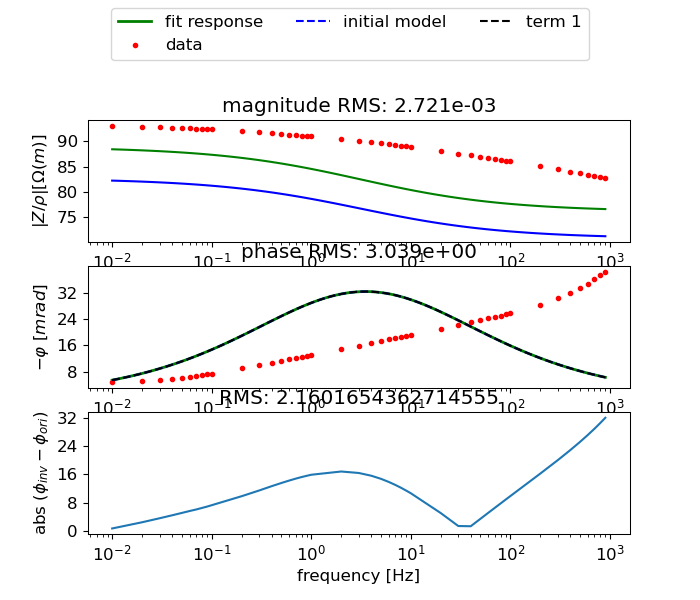 fit response initial model term 1
data
magnitude RMS: 2.721e-03
|Z/ρ|[Ω(m)]
90
85
80
75
10⁻² 10⁻¹ 10⁰ 10¹ 10² 10³
phase RMS: 3.039e+00
−φ [mrad]
32
24
16
8
10⁻² 10⁻¹ 10⁰ 10¹ 10² 10³
RMS: 2.1601654362714555
abs (ϕ_inv − ϕ_ori)
32
24
16
8
0
10⁻² 10⁻¹ 10⁰ 10¹ 10² 10³
frequency [Hz]